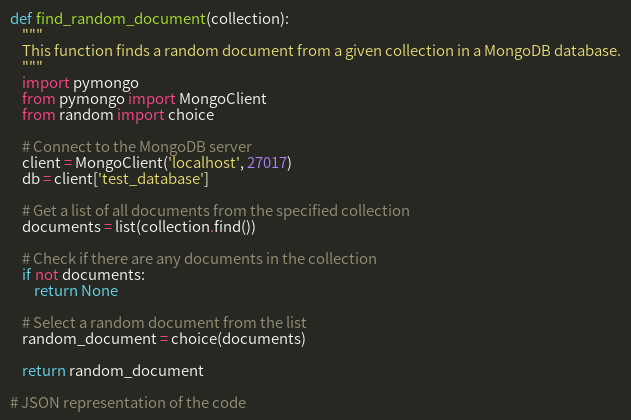 def find_random_document(collection):
    """
    This function finds a random document from a given collection in a MongoDB database.
    """
    import pymongo
    from pymongo import MongoClient
    from random import choice

    # Connect to the MongoDB server
    client = MongoClient('localhost', 27017)
    db = client['test_database']

    # Get a list of all documents from the specified collection
    documents = list(collection.find())

    # Check if there are any documents in the collection
    if not documents:
        return None

    # Select a random document from the list
    random_document = choice(documents)

    return random_document

# JSON representation of the code